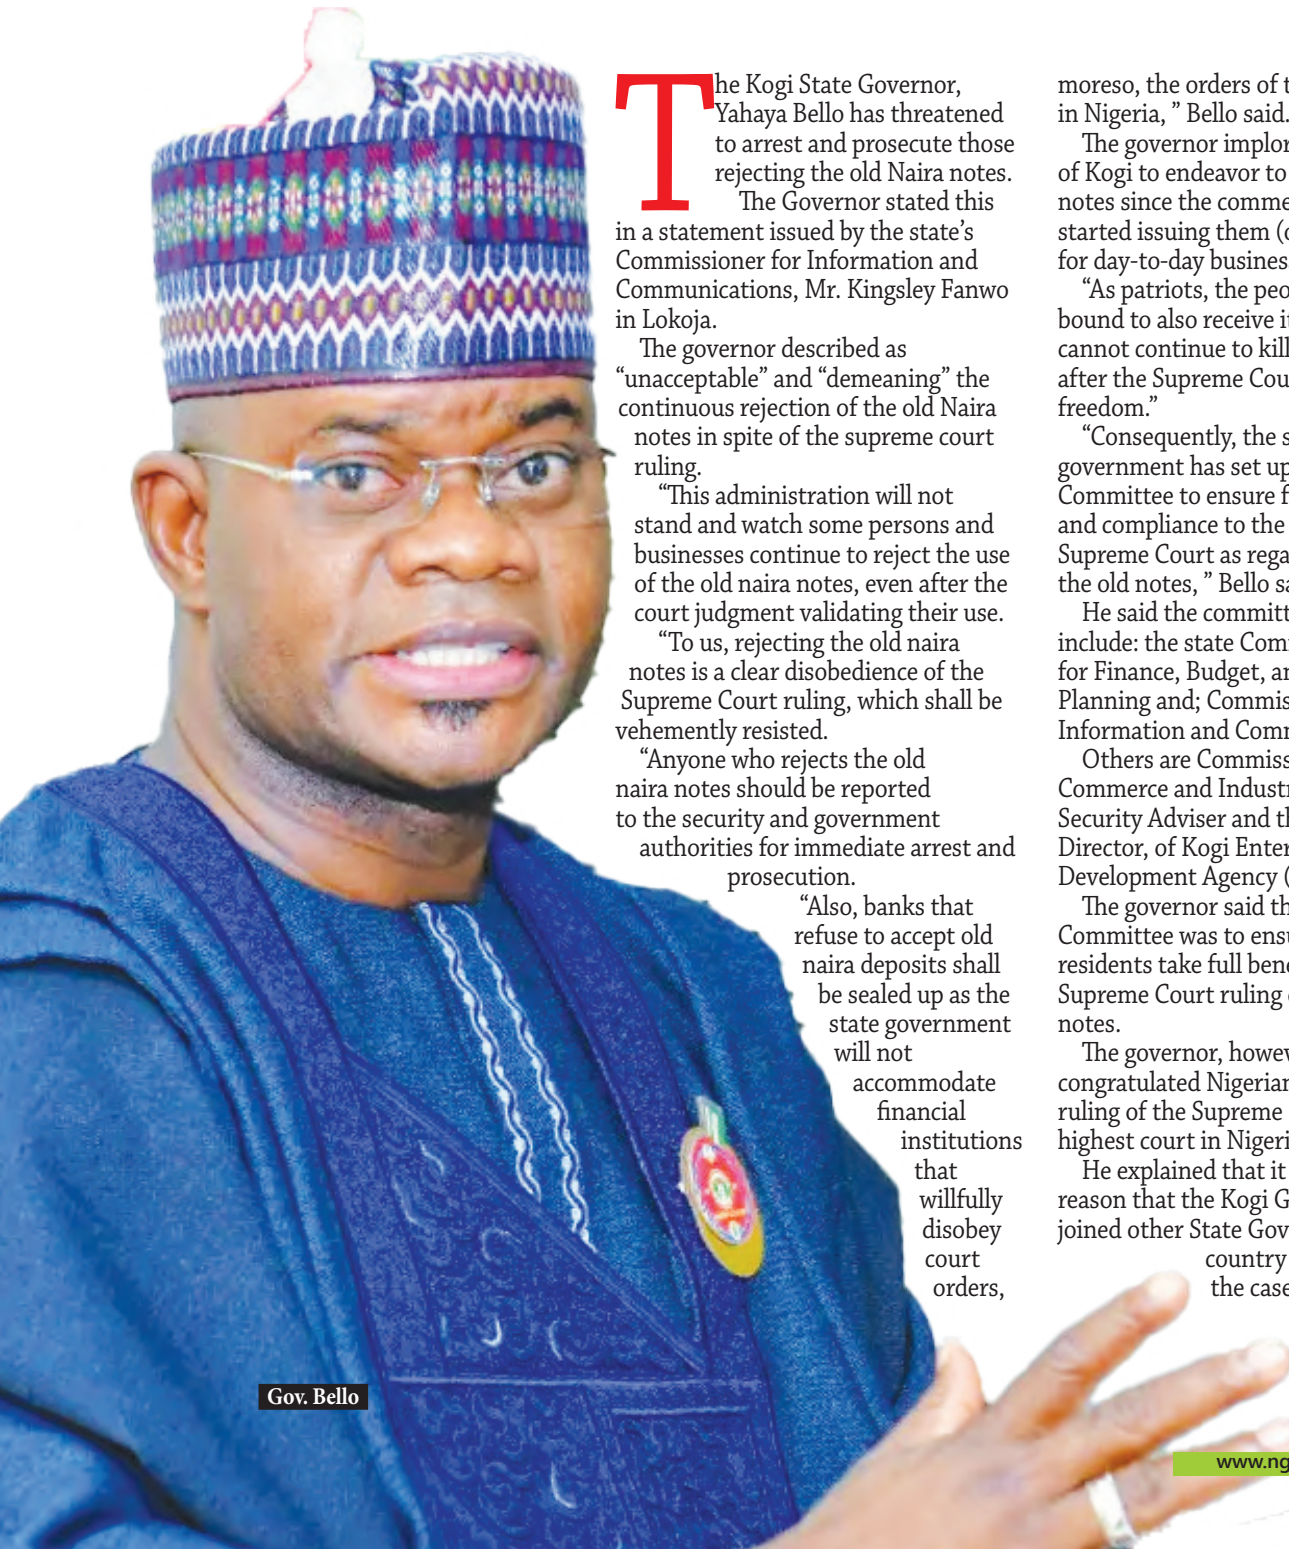 The Kogi State Governor,
Yahaya Bello has threatened
to arrest and prosecute those
rejecting the old Naira notes.
The Governor stated this
in a statement issued by the state’s
Commissioner for Information and
Communications, Mr. Kingsley Fanwo
in Lokoja.
The governor described as
“unacceptable” and “demeaning” the
continuous rejection of the old Naira
notes in spite of the supreme court
ruling.
“This administration will not
stand and watch some persons and
businesses continue to reject the use
of the old naira notes, even after the
court judgment validating their use.
“To us, rejecting the old naira
notes is a clear disobedience of the
Supreme Court ruling, which shall be
vehemently resisted.
“Anyone who rejects the old
naira notes should be reported
to the security and government
authorities for immediate arrest and
prosecution.
“Also, banks that
refuse to accept old
naira deposits shall
be sealed up as the
state government
will not
accommodate
financial
institutions
that
willfully
disobey
court
orders,
moreso, the orders of
in Nigeria, ” Bello said.
The governor
of Kogi to endeavor to
notes since the
started issuing them
for day-to-day
“As patriots, the
bound to also receive
cannot continue to kill
after the Supreme
freedom.”
“Consequently, the
government has set up
Committee to ensure
and compliance to the
Supreme Court as
the old notes, ” Bello
He said the
include: the state
for Finance, Budget,
Planning and;
Information and
Others are
Commerce and
Security Adviser and
Director, of Kogi
Development Agency
The governor said
Committee was to
residents take full
Supreme Court ruling
notes.
The governor,
congratulated
ruling of the Supreme
highest court in
He explained that it
reason that the Kogi
joined other State
country
the case
Gov. Bello
www.ng